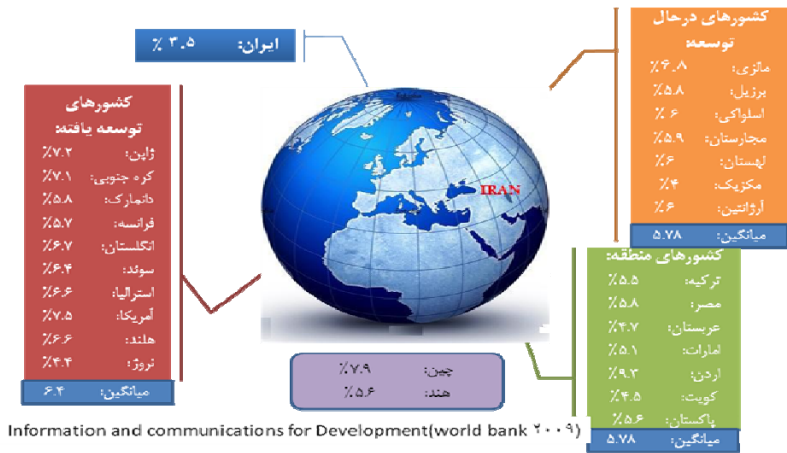 ایران: ۳.۵ %
کشورهای درحال
توسعه:
مالزی: ٪۶.۸
برزیل: ٪۵.۸
اسلواکی: ٪۶
مجارستان: ٪۵.۹
لهستان: ٪۶
مکزیک: ٪۴
آرژانتین: ٪۶
میانگین: ۵.۷۸
کشورهای
توسعه یافته:
ژاپن: ٪۷.۲
کره جنوبی: ٪۷.۱
دانمارک: ٪۵.۸
فرانسه: ٪۵.۷
انگلستان: ٪۶.۷
سوئد: ٪۶.۴
استرالیا: ٪۶.۶
آمریکا: ٪۷.۵
هلند: ٪۶.۶
نروژ: ٪۴.۴
میانگین: ۶.۴
IRAN
کشورهای منطقه:
ترکیه: ٪۵.۵
مصر: ٪۵.۸
عربستان: ٪۴.۷
امارات: ٪۵.۱
اردن: ٪۹.۳
کویت: ٪۴.۵
پاکستان: ٪۵.۶
میانگین: ۵.۷۸
چین: ٪۷.۹
هند: ٪۵.۶
Information and communications for Development(world bank ۲۰۰۹)